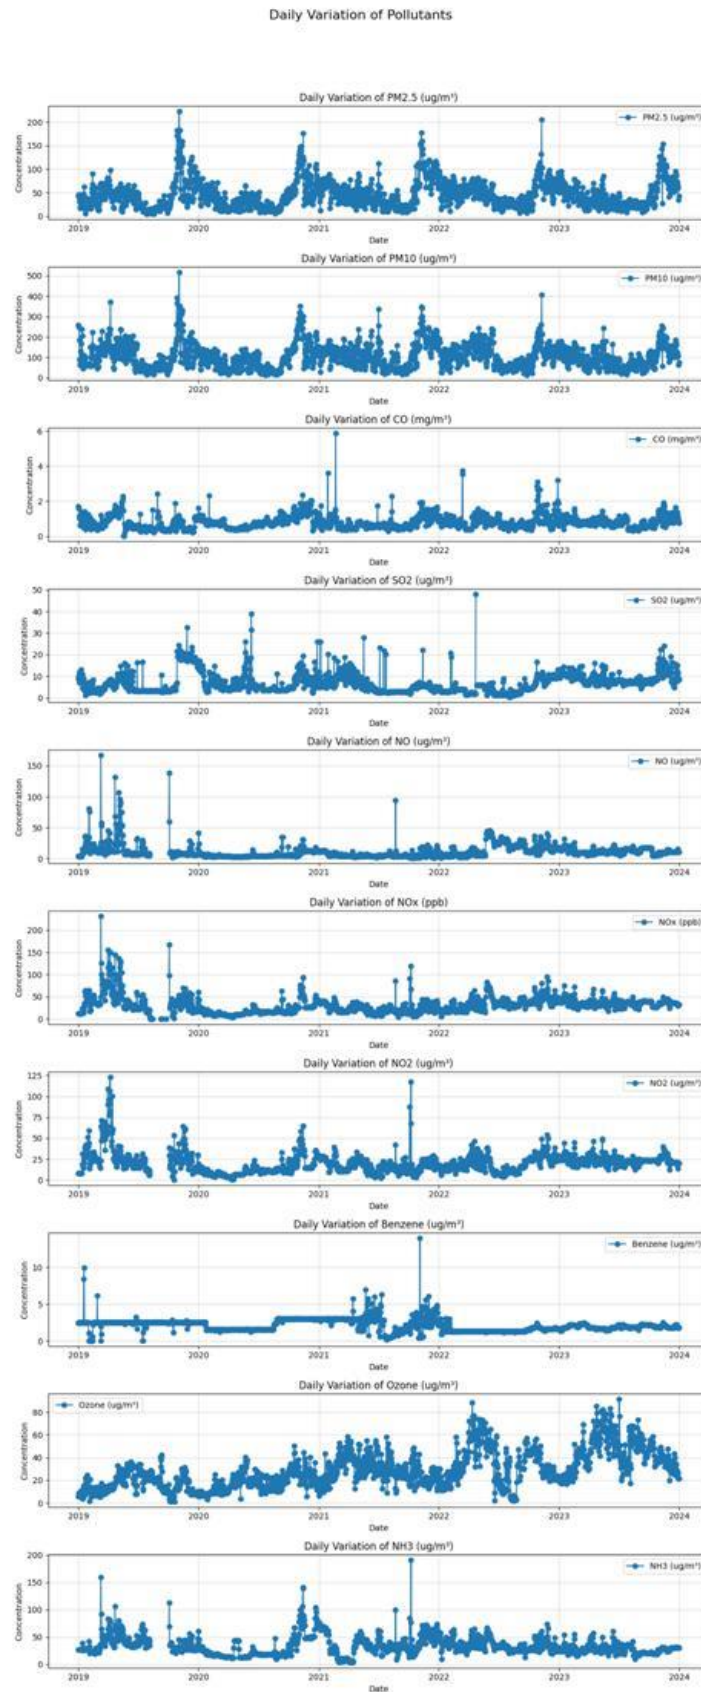 Daily Variation of Pollutants
Daily Variation of PM2.5 (ug/m³)
PM2.5 (ug/m³)
Concentration
200
150
100
50
0
2019 2020 2021 2022 2023 2024
Date
Daily Variation of PM10 (ug/m³)
PM10 (ug/m³)
Concentration
500
400
300
200
100
0
2019 2020 2021 2022 2023 2024
Date
Daily Variation of CO (mg/m³)
CO (mg/m³)
Concentration
6
4
2
0
2019 2020 2021 2022 2023 2024
Date
Daily Variation of SO2 (ug/m³)
SO2 (ug/m³)
Concentration
50
40
30
20
10
0
2019 2020 2021 2022 2023 2024
Date
Daily Variation of NO (ug/m³)
NO (ug/m³)
Concentration
150
100
50
0
2019 2020 2021 2022 2023 2024
Date
Daily Variation of NOx (ppb)
NOx (ppb)
Concentration
200
150
100
50
0
2019 2020 2021 2022 2023 2024
Date
Daily Variation of NO2 (ug/m³)
NO2 (ug/m³)
Concentration
125
100
75
50
25
0
2019 2020 2021 2022 2023 2024
Date
Daily Variation of Benzene (ug/m³)
Benzene (ug/m³)
Concentration
10
5
0
2019 2020 2021 2022 2023 2024
Date
Daily Variation of Ozone (ug/m³)
Ozone (ug/m³)
Concentration
80
60
40
20
0
2019 2020 2021 2022 2023 2024
Date
Daily Variation of NH3 (ug/m³)
NH3 (ug/m³)
Concentration
200
150
100
50
0
2019 2020 2021 2022 2023 2024
Date